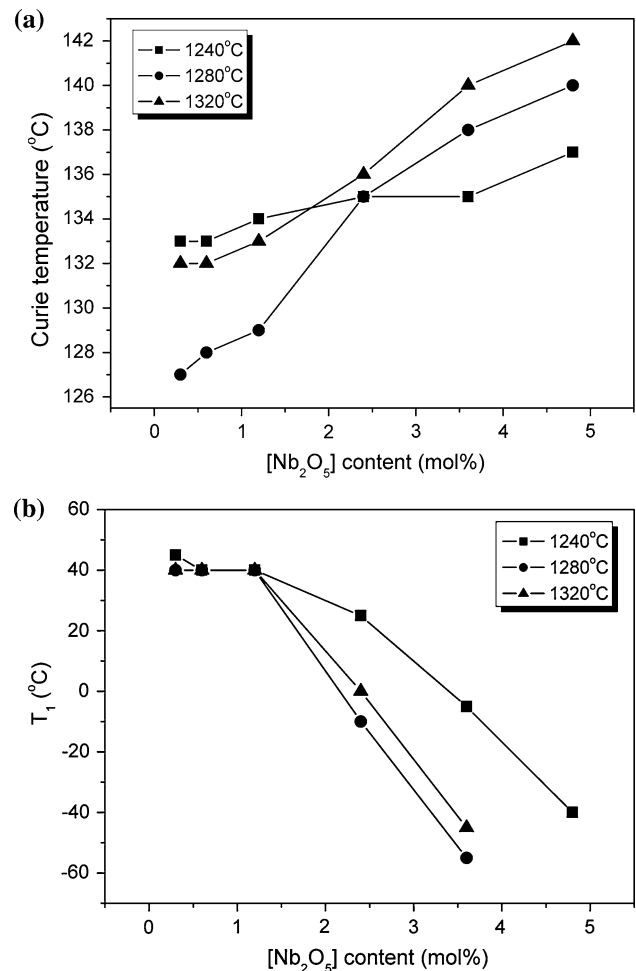 (a)
1240°C
1280°C
1320°C
142
140
138
136
134
132
130
128
126
Curie temperature (°C)
0 1 2 3 4 5
[Nb₂O₅] content (mol%)
(b)
1240°C
1280°C
1320°C
60
40
20
0
-20
-40
-60
T₁ (°C)
0 1 2 3 4 5
[Nb₂O₅] content (mol%)